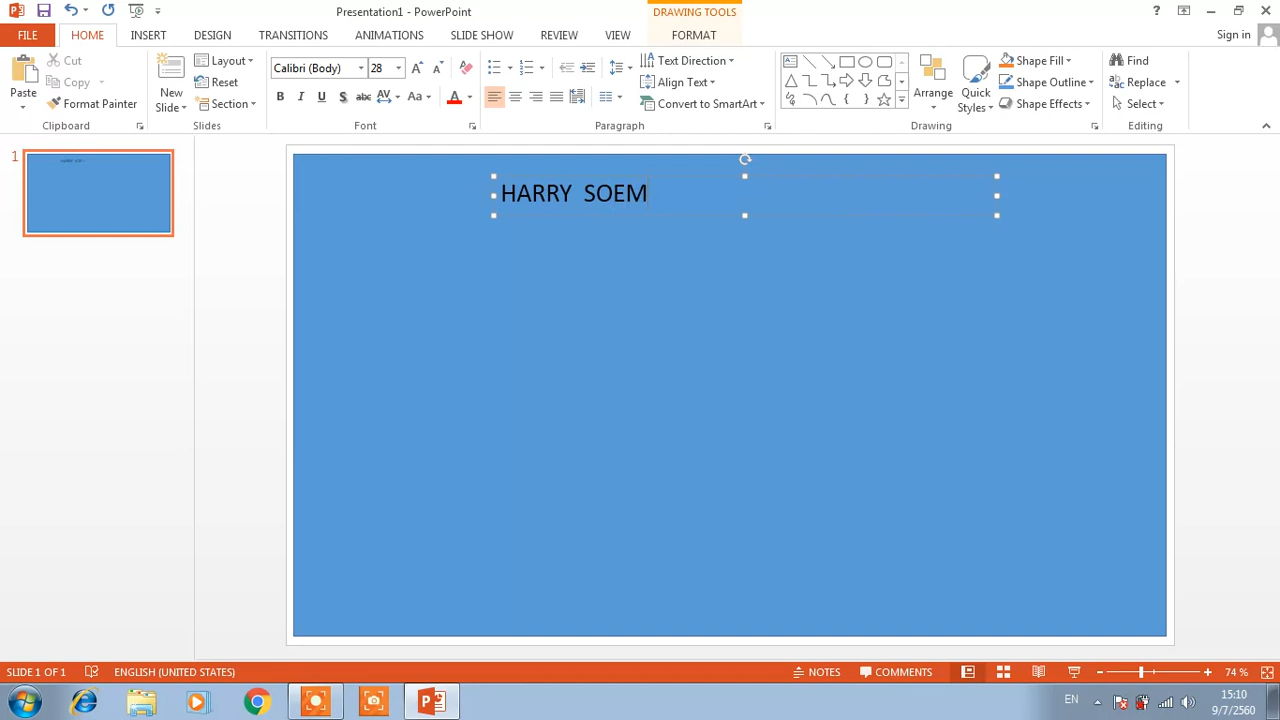 Presentation1 - PowerPoint
DRAWING TOOLS
?
FILE
HOME
INSERT
DESIGN
TRANSITIONS
ANIMATIONS
SLIDE SHOW
REVIEW
VIEW
FORMAT
Sign in
Paste
Cut
Copy
Format Painter
Clipboard
New
Slide
Layout
Reset
Section
Slides
Calibri (Body)
28
A A
B I U S abc AV Aa A
Font
Text Direction
Align Text
Convert to SmartArt
Paragraph
Arrange
Quick
Styles
Shape Fill
Shape Outline
Shape Effects
Drawing
Find
Replace
Select
Editing
1
HARRY  SOEM
SLIDE 1 OF 1
ENGLISH (UNITED STATES)
NOTES
COMMENTS
74 %
EN
15:10
9/7/2560